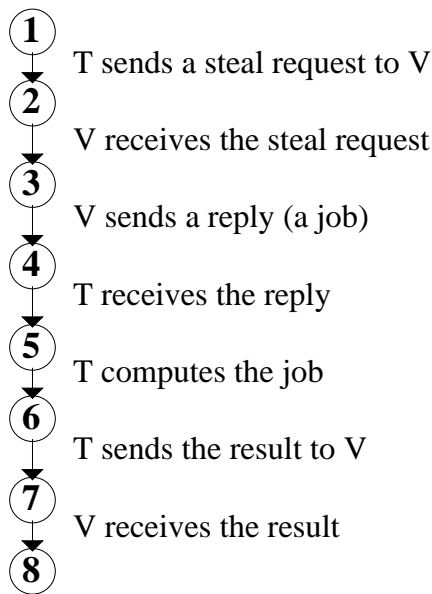 1
T sends a steal request to V
2
V receives the steal request
3
V sends a reply (a job)
4
T receives the reply
5
T computes the job
6
T sends the result to V
7
V receives the result
8